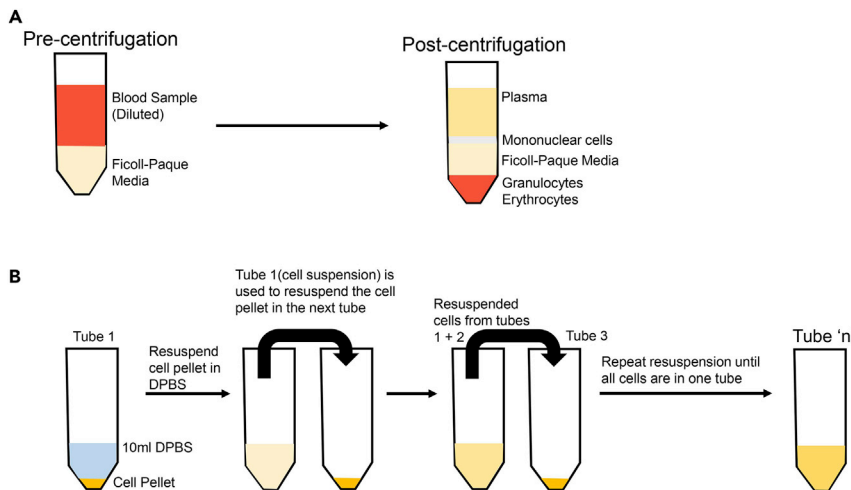 A
Pre-centrifugation
Blood Sample
(Diluted)
Ficoll-Paque
Media
Post-centrifugation
Plasma
Mononuclear cells
Ficoll-Paque Media
Granulocytes
Erythrocytes
B
Tube 1
Resuspend
cell pellet in
DPBS
10ml DPBS
Cell Pellet
Tube 1(cell suspension) is
used to resuspend the cell
pellet in the next tube
Resuspended
cells from tubes
1 + 2
Tube 3
Repeat resuspension until
all cells are in one tube
Tube ‘n